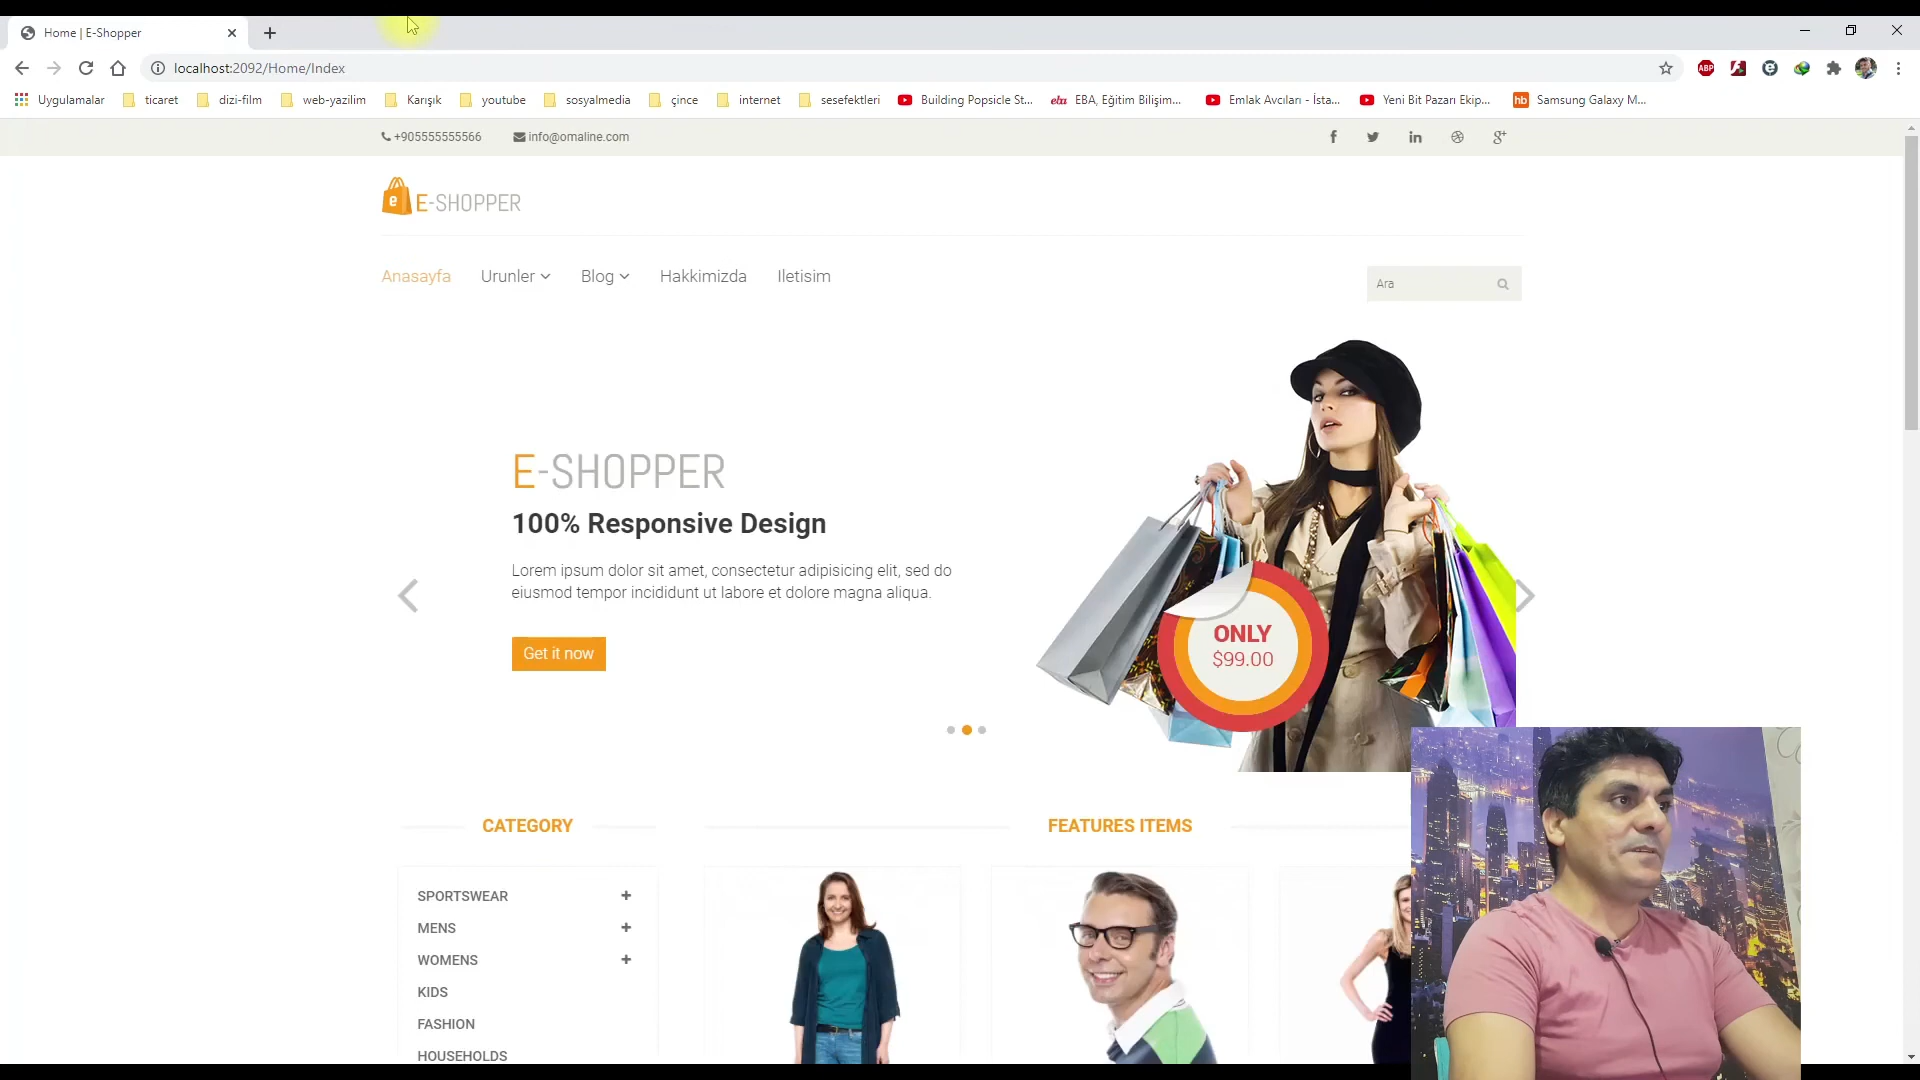 Home | E-Shopper
localhost:2092/Home/Index
ABP
Uygulamalar ticaret dizi-film web-yazilim Karışık youtube sosyalmedia çince internet sesefektleri Building Popsicle St... eba EBA, Eğitim Bilişim... Emlak Avcıları - İsta... Yeni Bit Pazarı Ekip... hb Samsung Galaxy M...
+905555555566 info@omaline.com
e E-SHOPPER
Anasayfa Urunler Blog Hakkimizda Iletisim
Ara
E-SHOPPER
100% Responsive Design
Lorem ipsum dolor sit amet, consectetur adipisicing elit, sed do
eiusmod tempor incididunt ut labore et dolore magna aliqua.
Get it now
ONLY
$99.00
CATEGORY
SPORTSWEAR
MENS
WOMENS
KIDS
FASHION
HOUSEHOLDS
FEATURES ITEMS